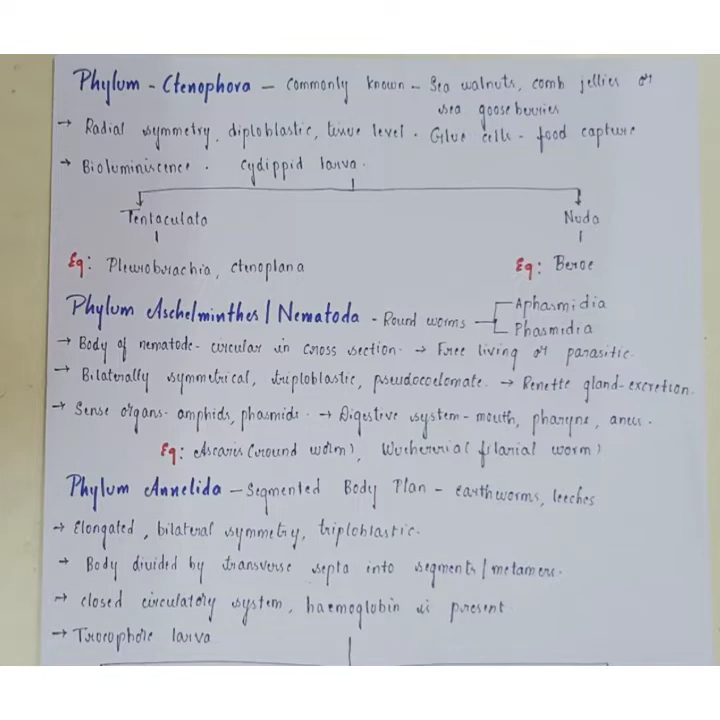 Phylum - Ctenophora - commonly known - Sea walnuts, comb jellies or
sea gooseberries
→ Radial symmetry, diploblastic, tissue level. Glue cells - food capture
→ Bioluminiscence. Cydippid larva.
Tentaculata Nuda
Eg: Pleurobrachia, ctenoplana Eg: Beroe
Phylum Aschelminthes / Nematoda - Round worms Aphasmidia
Phasmidia
→ Body of nematode - circular in cross section. → Free living or parasitic.
→ Bilaterally symmetrical, triploblastic, pseudocoelomate. → Renette gland - excretion.
→ Sense organs - amphids, phasmids. → Digestive system - mouth, pharynx, anus.
Eg: Ascaris (round worm), Wuchereria (filarial worm)
Phylum Annelida - Segmented Body Plan - earthworms, leeches
→ Elongated, bilateral symmetry, triploblastic.
→ Body divided by transverse septa into segments / metamers.
→ closed circulatory system, haemoglobin is present
→ Trocophore larva